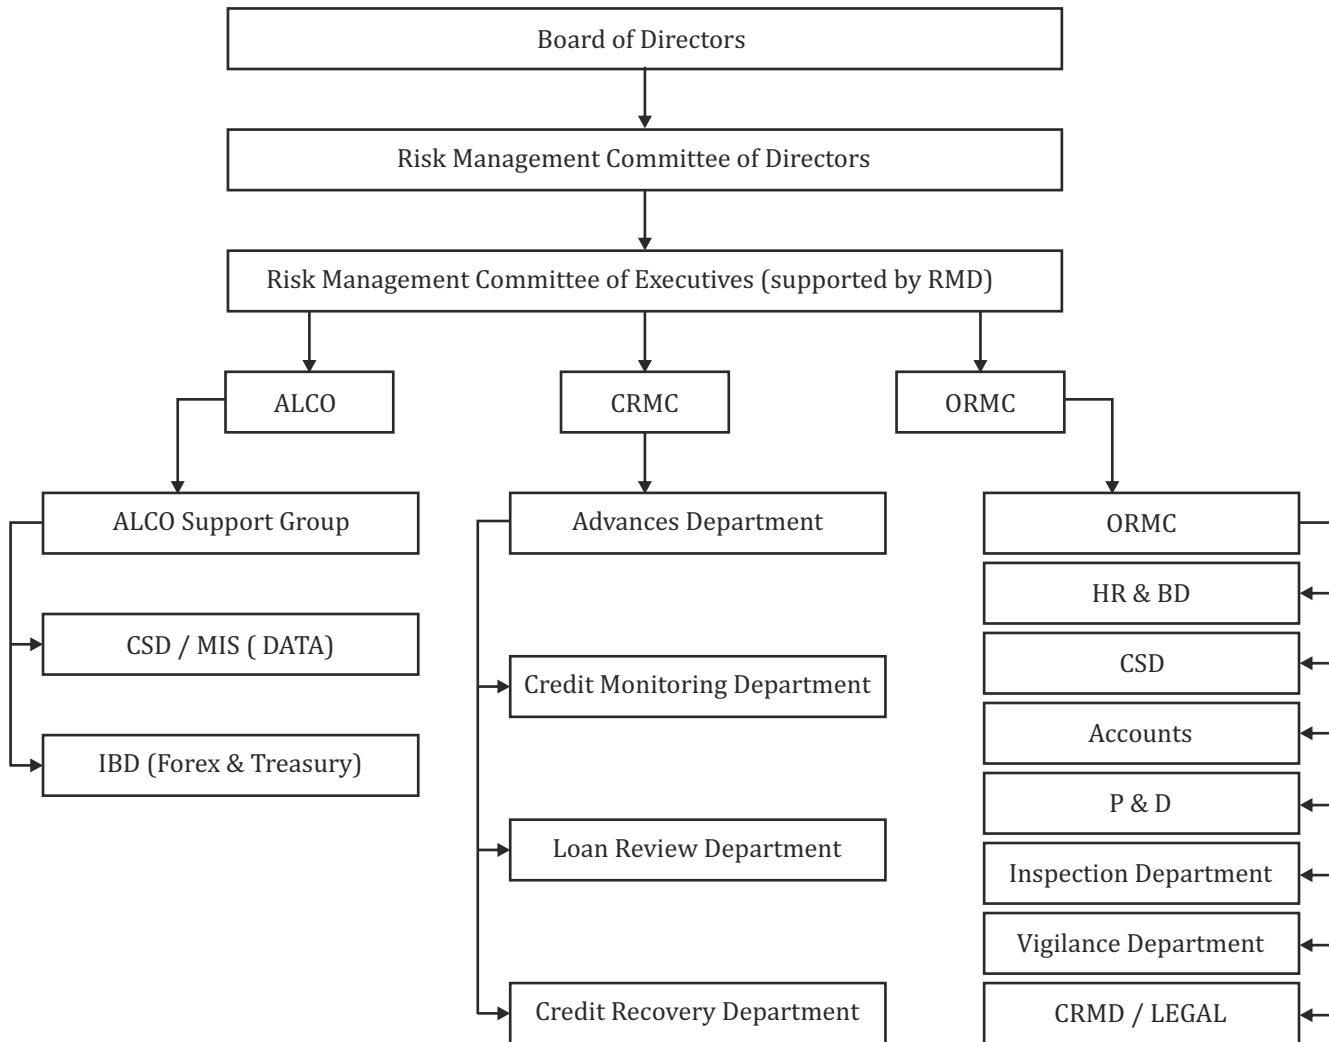 Board of Directors
Risk Management Committee of Directors
Risk Management Committee of Executives (supported by RMD)
ALCO
CRMC
ORMC
ALCO Support Group
CSD / MIS ( DATA)
IBD (Forex & Treasury)
Advances Department
Credit Monitoring Department
Loan Review Department
Credit Recovery Department
ORMC
HR & BD
CSD
Accounts
P & D
Inspection Department
Vigilance Department
CRMD / LEGAL